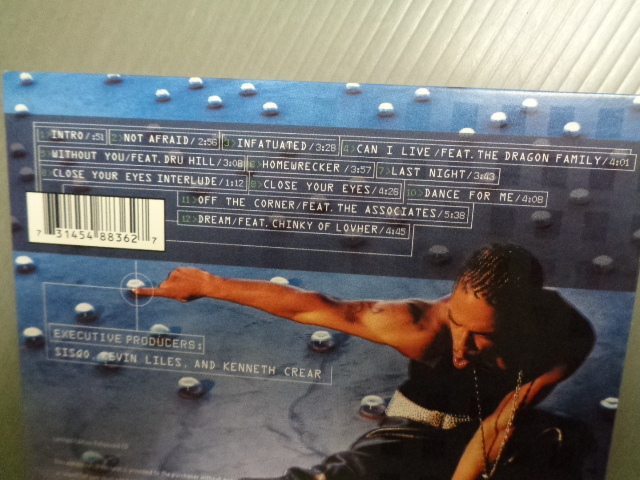 1> INTRO/:51 2> NOT AFRAID/2:56 3> INFATUATED/3:28 4> CAN I LIVE/FEAT. THE DRAGON FAMILY/4:01
5> WITHOUT YOU/FEAT. DRU HILL/3:08 6> HOMEWRECKER/3:57 7> LAST NIGHT/3:43
8> CLOSE YOUR EYES INTERLUDE/1:12 9> CLOSE YOUR EYES/4:28 10> DANCE FOR ME/4:08
11> OFF THE CORNER/FEAT. THE ASSOCIATES/5:38
12> DREAM/FEAT. CHINKY OF LOVHER/4:45
7 31454 88362 7
EXECUTIVE PRODUCERS:
SISQO, KEVIN LILES, AND KENNETH CREAR